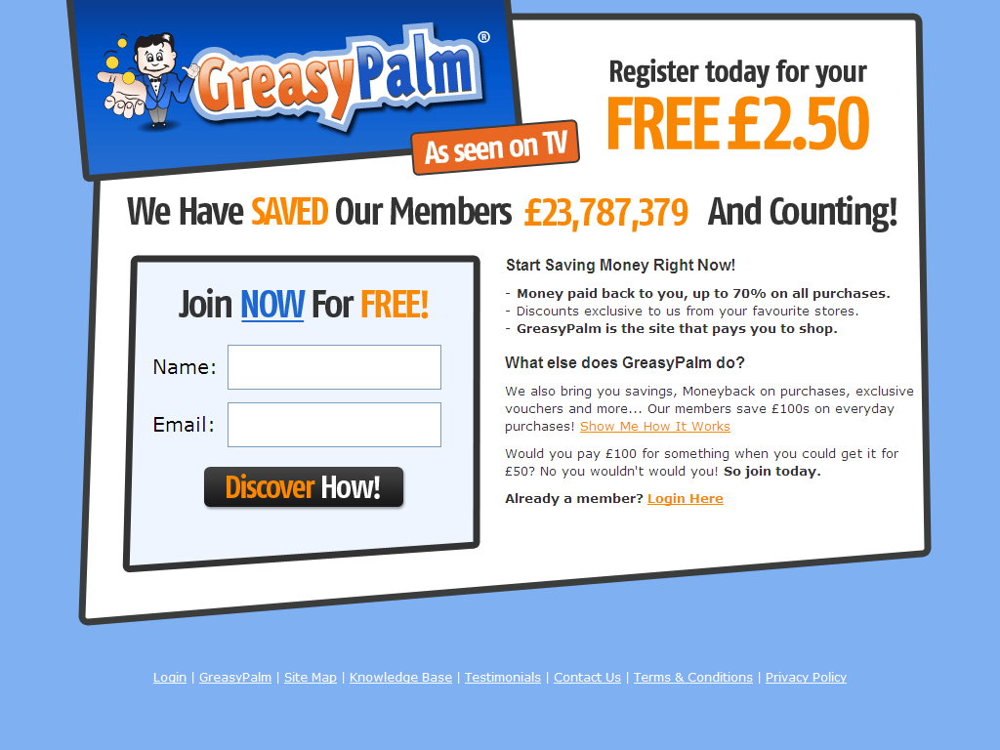 GreasyPalm®
As seen on TV
Register today for your
FREE £2.50
We Have SAVED Our Members £23,787,379 And Counting!
Join NOW For FREE!
Name:
Email:
Discover How!
Start Saving Money Right Now!
- Money paid back to you, up to 70% on all purchases.
- Discounts exclusive to us from your favourite stores.
- GreasyPalm is the site that pays you to shop.
What else does GreasyPalm do?
We also bring you savings, Moneyback on purchases, exclusive
vouchers and more... Our members save £100s on everyday
purchases! Show Me How It Works
Would you pay £100 for something when you could get it for
£50? No you wouldn't would you! So join today.
Already a member? Login Here
Login | GreasyPalm | Site Map | Knowledge Base | Testimonials | Contact Us | Terms & Conditions | Privacy Policy